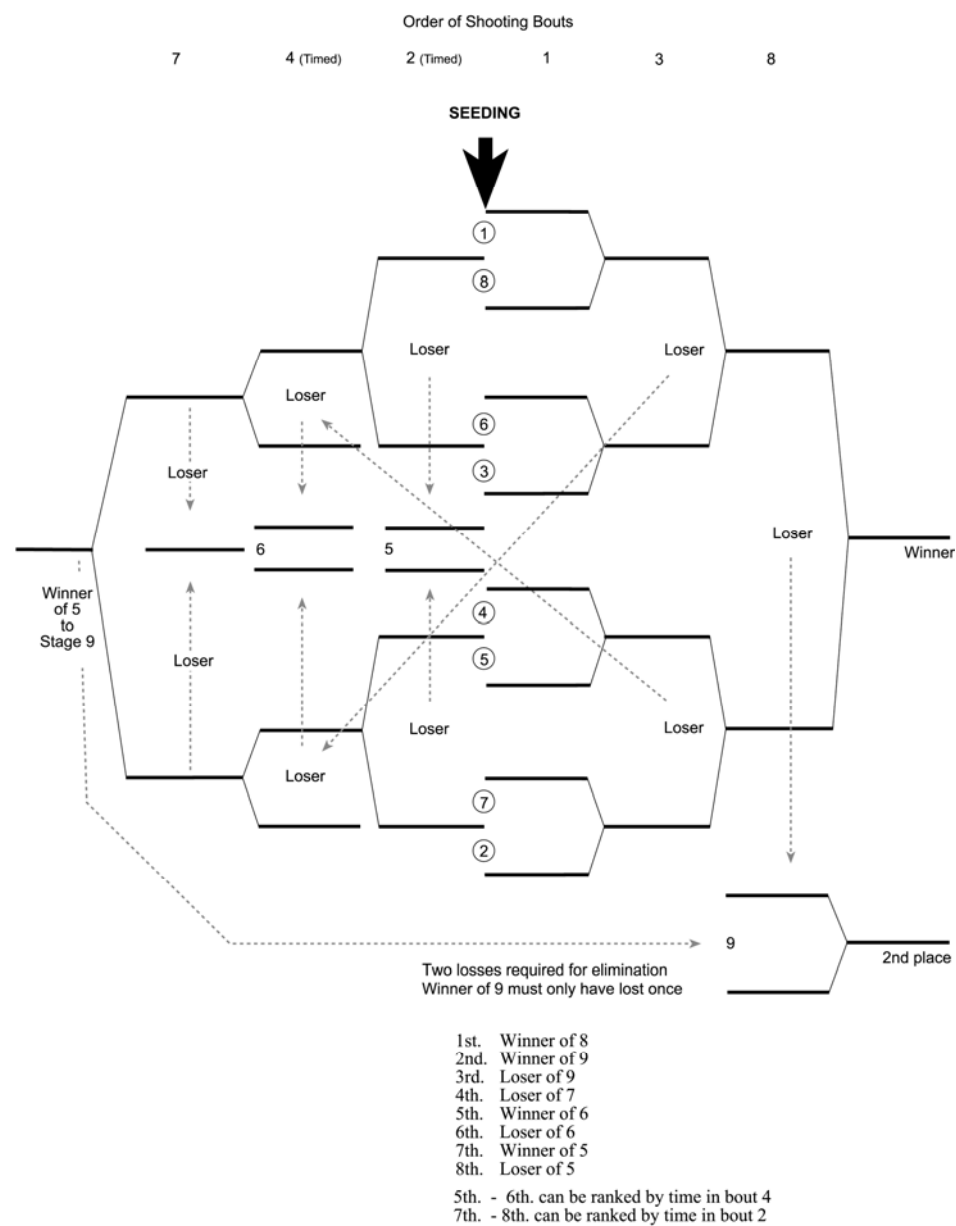 Order of Shooting Bouts
7 4 (Timed) 2 (Timed) 1 3 8
SEEDING
1
8
Loser
Loser
Loser
6
3
Loser
Loser
6
5
Winner
Winner
of 5
to
Stage 9
4
5
Loser
Loser
Loser
Loser
7
2
9
2nd place
Two losses required for elimination
Winner of 9 must only have lost once
1st. Winner of 8
2nd. Winner of 9
3rd. Loser of 9
4th. Loser of 7
5th. Winner of 6
6th. Loser of 6
7th. Winner of 5
8th. Loser of 5
5th. - 6th. can be ranked by time in bout 4
7th. - 8th. can be ranked by time in bout 2